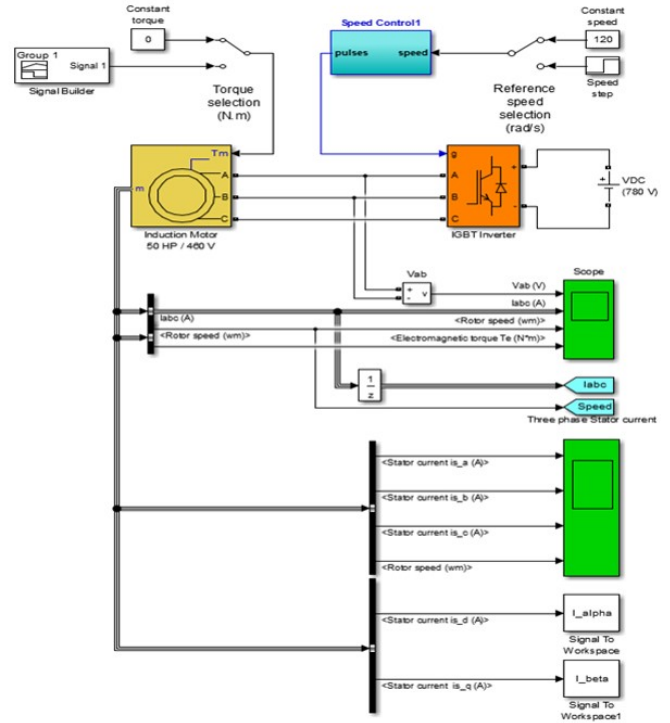 Constant
torque
0
Group 1
Signal 1
Signal Builder
Torque
selection
(N.m)
Speed Control1
pulses
speed
Constant
speed
120
Speed
step
Reference
speed
selection
(rad/s)
Tm
m
A
B
C
Induction Motor
50 HP / 460 V
g
A
B
C
+
-
IGBT Inverter
+
VDC
(780 V)
Vab
+
-
v
Vab (V)
Iabc (A)
<Rotor speed (wm)>
<Electromagnetic torque Te (N*m)>
Scope
Iabc (A)
<Rotor speed (wm)>
1
z
Iabc
Speed
Three phase Stator current
<Stator current is_a (A)>
<Stator current is_b (A)>
<Stator current is_c (A)>
<Rotor speed (wm)>
<Stator current is_d (A)>
I_alpha
Signal To
Workspace
<Stator current is_q (A)>
I_beta
Signal To
Workspace1